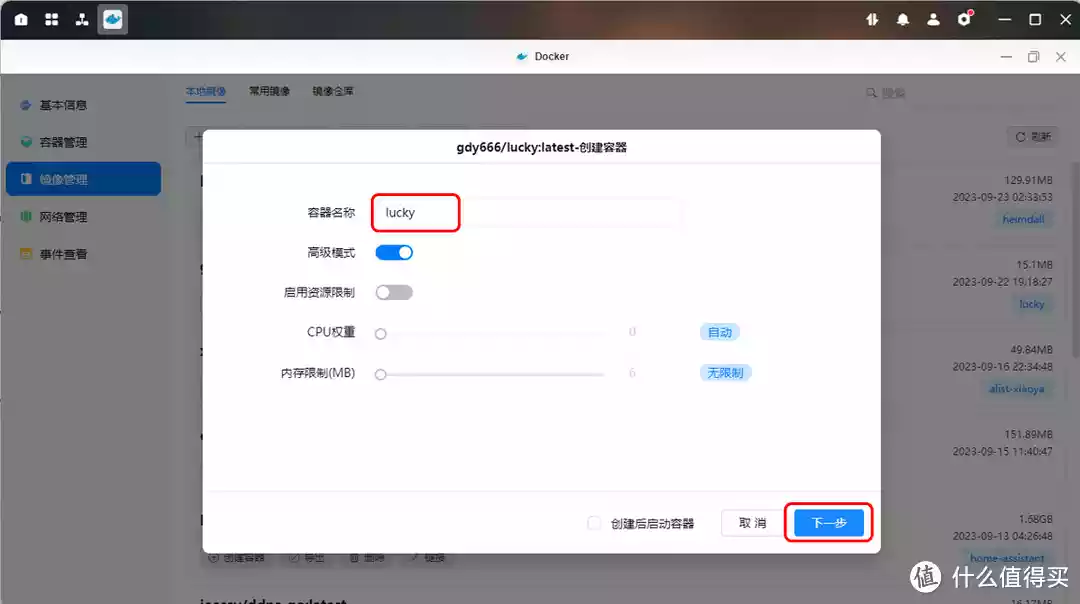 Docker
基本信息
容器管理
镜像管理
网络管理
事件查看
本地镜像 常用镜像 镜像仓库
搜索
刷新
gdy666/lucky:latest-创建容器
容器名称 lucky
高级模式
启用资源限制
CPU权重 0 自动
内存限制(MB) 6 无限制
创建后启动容器 取消 下一步
129.91MB
2023-09-23 02:33:53
heimdall
15.1MB
2023-09-22 19:18:27
lucky
49.84MB
2023-09-16 22:34:48
alist-xiaoya
151.89MB
2023-09-15 11:40:47
1.68GB
2023-09-13 04:26:48
home-assistant
创建容器 导出 删除 链接
值 什么值得买